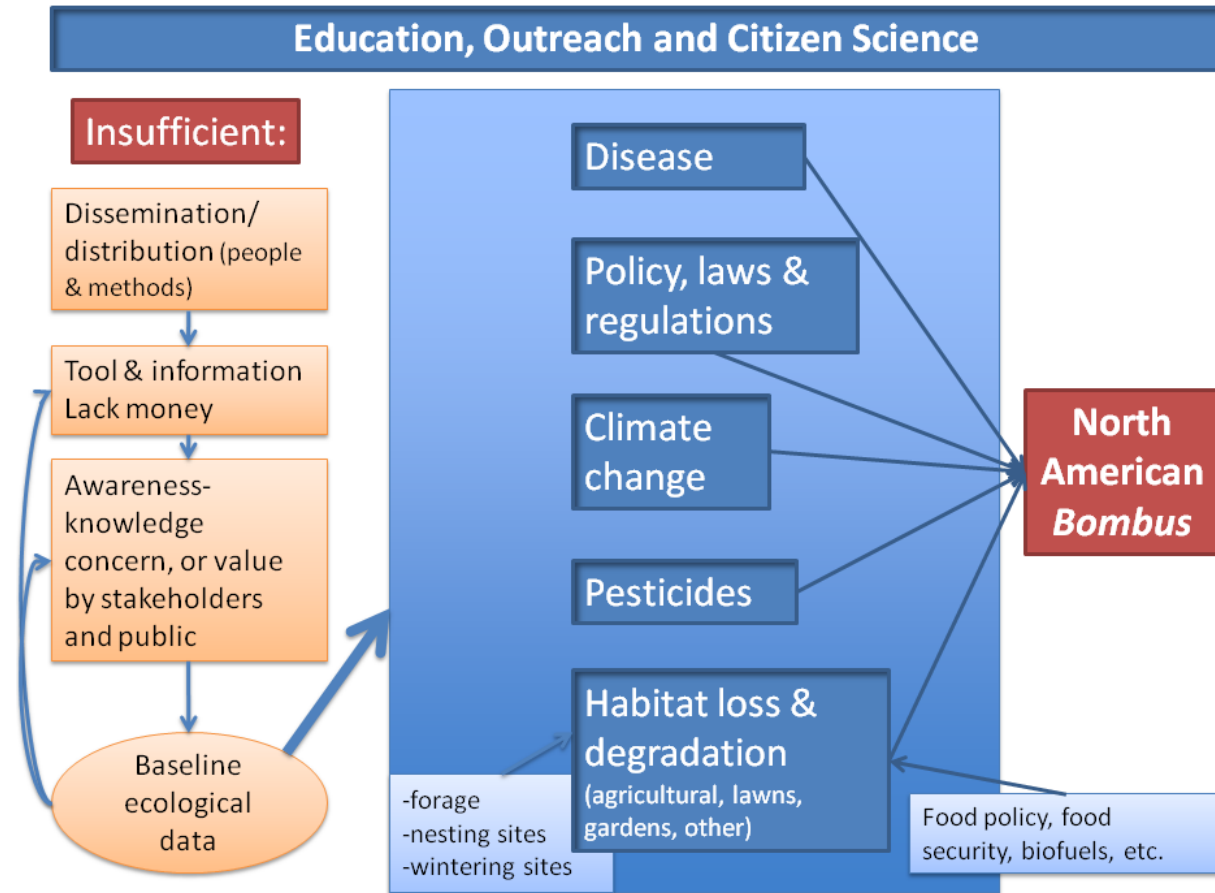 Education, Outreach and Citizen Science
Insufficient:
Dissemination/
distribution (people
& methods)
Tool & information
Lack money
Awareness-
knowledge
concern, or value
by stakeholders
and public
Baseline
ecological
data
Disease
Policy, laws &
regulations
Climate
change
Pesticides
Habitat loss &
degradation
(agricultural, lawns,
gardens, other)
-forage
-nesting sites
-wintering sites
North
American
Bombus
Food policy, food
security, biofuels, etc.